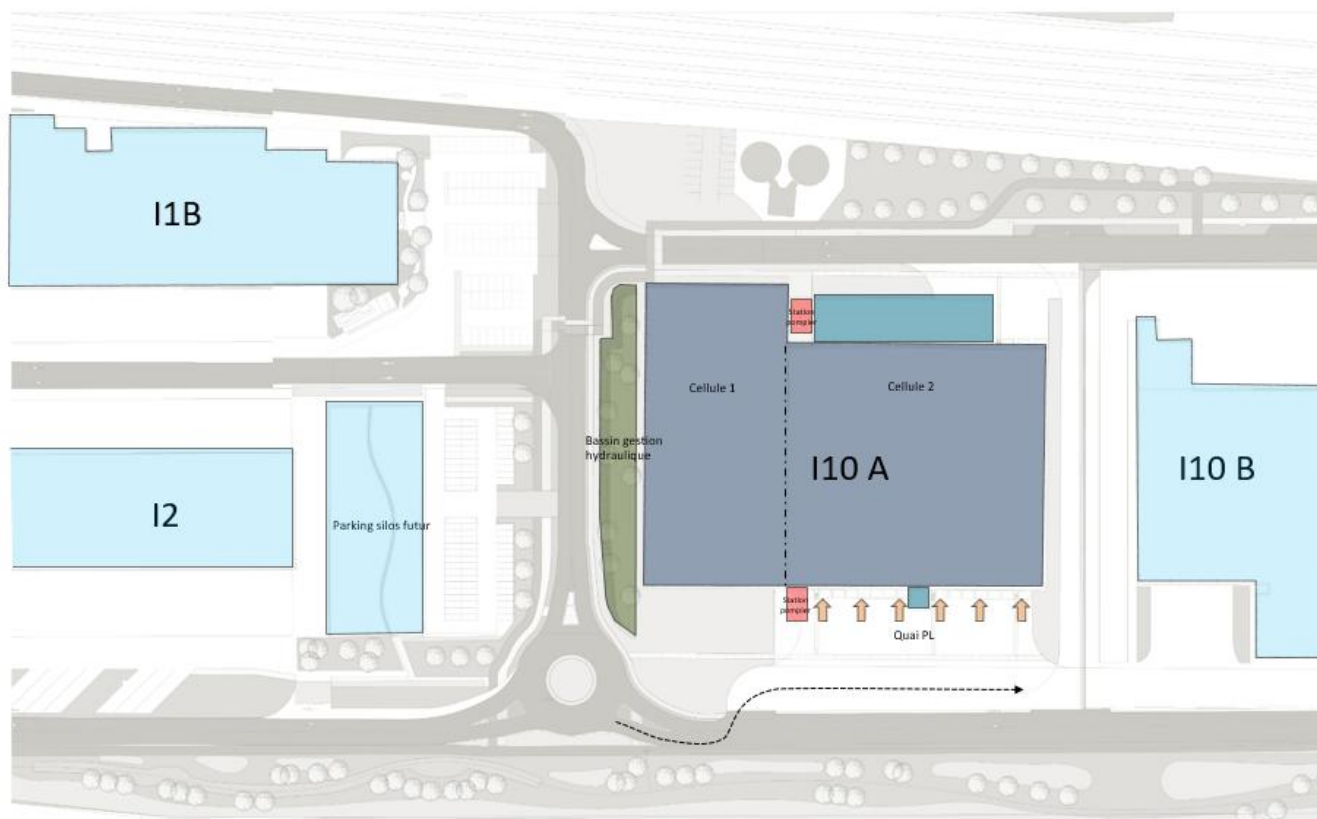 I1B
Station
pompier
Cellule 1
Cellule 2
Bassin gestion
hydraulique
I10 A
I10 B
I2
Parking silos futur
Station
pompier
Quai PL